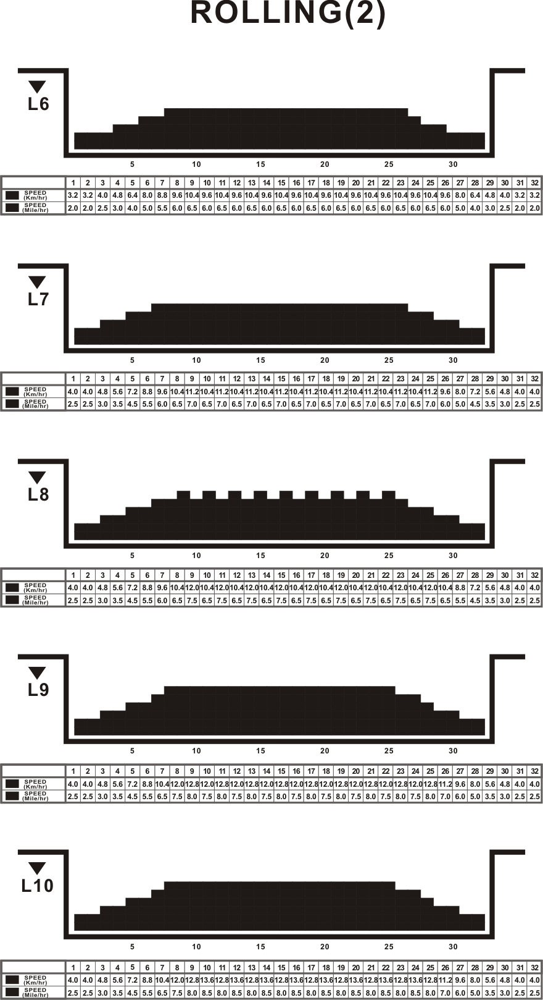 ROLLING(2)
L6
5 10 15 20 25 30
1 2 3 4 5 6 7 8 9 10 11 12 13 14 15 16 17 18 19 20 21 22 23 24 25 26 27 28 29 30 31 32
SPEED (Km/hr) 3.2 3.2 4.0 4.8 6.4 8.0 8.8 9.6 10.4 9.6 10.4 9.6 10.4 9.6 10.4 9.6 10.4 9.6 10.4 9.6 10.4 9.6 10.4 9.6 10.4 9.6 8.0 6.4 4.8 4.0 3.2 3.2
SPEED (Mile/hr) 2.0 2.0 2.5 3.0 4.0 5.0 5.5 6.0 6.5 6.0 6.5 6.0 6.5 6.0 6.5 6.0 6.5 6.0 6.5 6.0 6.5 6.0 6.5 6.0 6.5 6.0 5.0 4.0 3.0 2.5 2.0 2.0
L7
5 10 15 20 25 30
1 2 3 4 5 6 7 8 9 10 11 12 13 14 15 16 17 18 19 20 21 22 23 24 25 26 27 28 29 30 31 32
SPEED (Km/hr) 4.0 4.0 4.8 5.6 7.2 8.8 9.6 10.4 11.2 10.4 11.2 10.4 11.2 10.4 11.2 10.4 11.2 10.4 11.2 10.4 11.2 10.4 11.2 10.4 11.2 9.6 8.0 7.2 5.6 4.8 4.0 4.0
SPEED (Mile/hr) 2.5 2.5 3.0 3.5 4.5 5.5 6.0 6.5 7.0 6.5 7.0 6.5 7.0 6.5 7.0 6.5 7.0 6.5 7.0 6.5 7.0 6.5 7.0 6.5 7.0 6.0 5.0 4.5 3.5 3.0 2.5 2.5
L8
5 10 15 20 25 30
1 2 3 4 5 6 7 8 9 10 11 12 13 14 15 16 17 18 19 20 21 22 23 24 25 26 27 28 29 30 31 32
SPEED (Km/hr) 4.0 4.0 4.8 5.6 7.2 8.8 9.6 10.4 12.0 10.4 12.0 10.4 12.0 10.4 12.0 10.4 12.0 10.4 12.0 10.4 12.0 10.4 12.0 10.4 12.0 10.4 8.8 7.2 5.6 4.8 4.0 4.0
SPEED (Mile/hr) 2.5 2.5 3.0 3.5 4.5 5.5 6.0 6.5 7.5 6.5 7.5 6.5 7.5 6.5 7.5 6.5 7.5 6.5 7.5 6.5 7.5 6.5 7.5 6.5 7.5 6.5 5.5 4.5 3.5 3.0 2.5 2.5
L9
5 10 15 20 25 30
1 2 3 4 5 6 7 8 9 10 11 12 13 14 15 16 17 18 19 20 21 22 23 24 25 26 27 28 29 30 31 32
SPEED (Km/hr) 4.0 4.0 4.8 5.6 7.2 8.8 10.4 12.0 12.8 12.0 12.8 12.0 12.8 12.0 12.8 12.0 12.8 12.0 12.8 12.0 12.8 12.0 12.8 12.0 12.8 11.2 9.6 8.0 5.6 4.8 4.0 4.0
SPEED (Mile/hr) 2.5 2.5 3.0 3.5 4.5 5.5 6.5 7.5 8.0 7.5 8.0 7.5 8.0 7.5 8.0 7.5 8.0 7.5 8.0 7.5 8.0 7.5 8.0 7.5 8.0 7.0 6.0 5.0 3.5 3.0 2.5 2.5
L10
5 10 15 20 25 30
1 2 3 4 5 6 7 8 9 10 11 12 13 14 15 16 17 18 19 20 21 22 23 24 25 26 27 28 29 30 31 32
SPEED (Km/hr) 4.0 4.0 4.8 5.6 7.2 8.8 10.4 12.0 12.8 13.6 12.8 13.6 12.8 13.6 12.8 13.6 12.8 13.6 12.8 13.6 12.8 13.6 12.8 13.6 12.8 11.2 9.6 8.0 5.6 4.8 4.0 4.0
SPEED (Mile/hr) 2.5 2.5 3.0 3.5 4.5 5.5 6.5 7.5 8.0 8.5 8.0 8.5 8.0 8.5 8.0 8.5 8.0 8.5 8.0 8.5 8.0 8.5 8.0 8.5 8.0 7.0 6.0 5.0 3.5 3.0 2.5 2.5